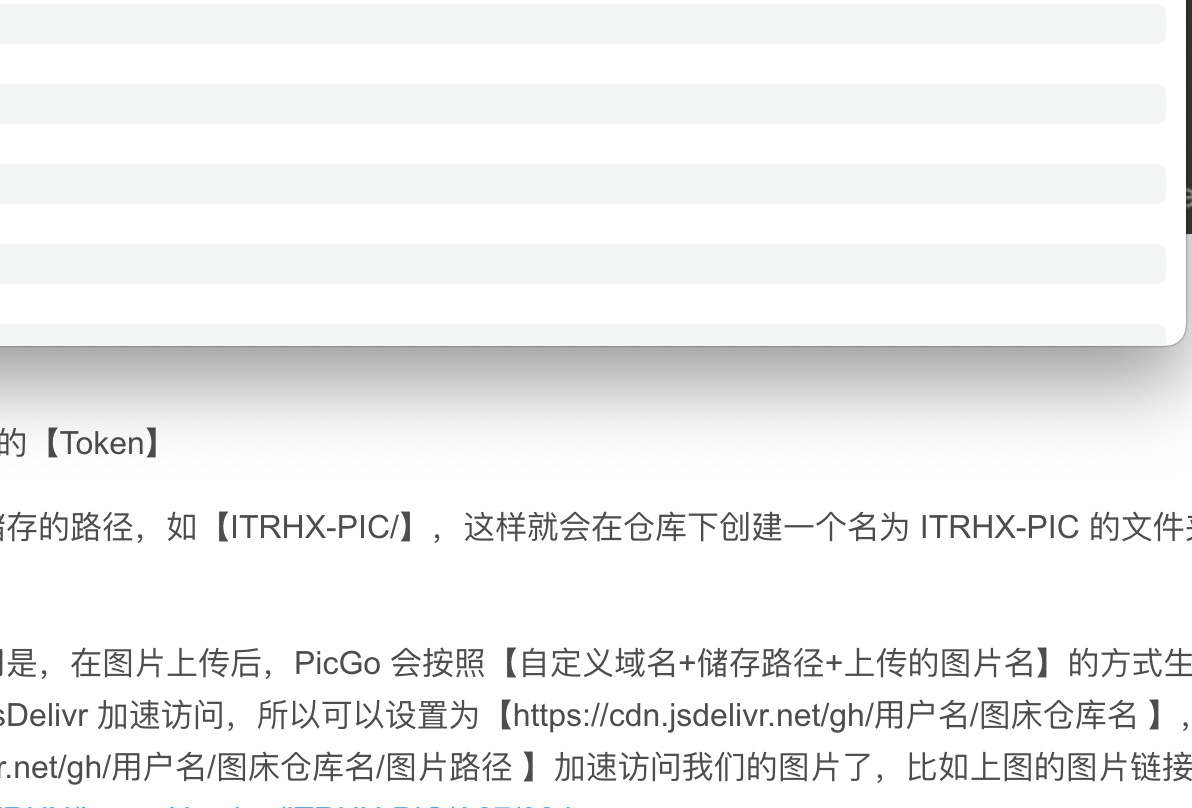 的【Token】
存的路径，如【ITRHX-PIC/】，这样就会在仓库下创建一个名为 ITRHX-PIC 的文件
是，在图片上传后，PicGo 会按照【自定义域名+储存路径+上传的图片名】的方式生
sDelivr 加速访问，所以可以设置为【https://cdn.jsdelivr.net/gh/用户名/图床仓库名 】，
r.net/gh/用户名/图床仓库名/图片路径 】加速访问我们的图片了，比如上图的图片链接